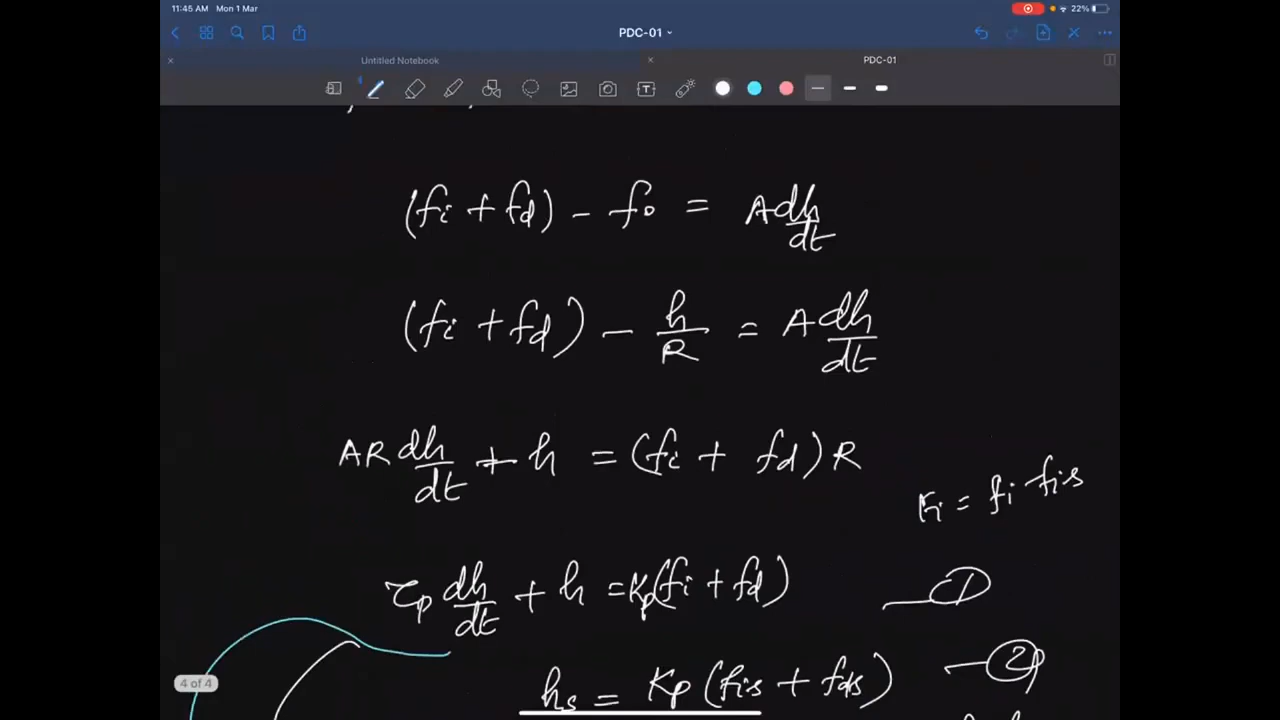 11:45 AM Mon 1 Mar
22%
PDC-01
Untitled Notebook
PDC-01
(fi + fd) - fo = A dh/dt
(fi + fd) - h/R = A dh/dt
AR dh/dt + h = (fi + fd) R
Fi = fi - fis
τp dh/dt + h = Kp(fi + fd) — 1
hs = Kp (fis + fds) — 2
4 of 4